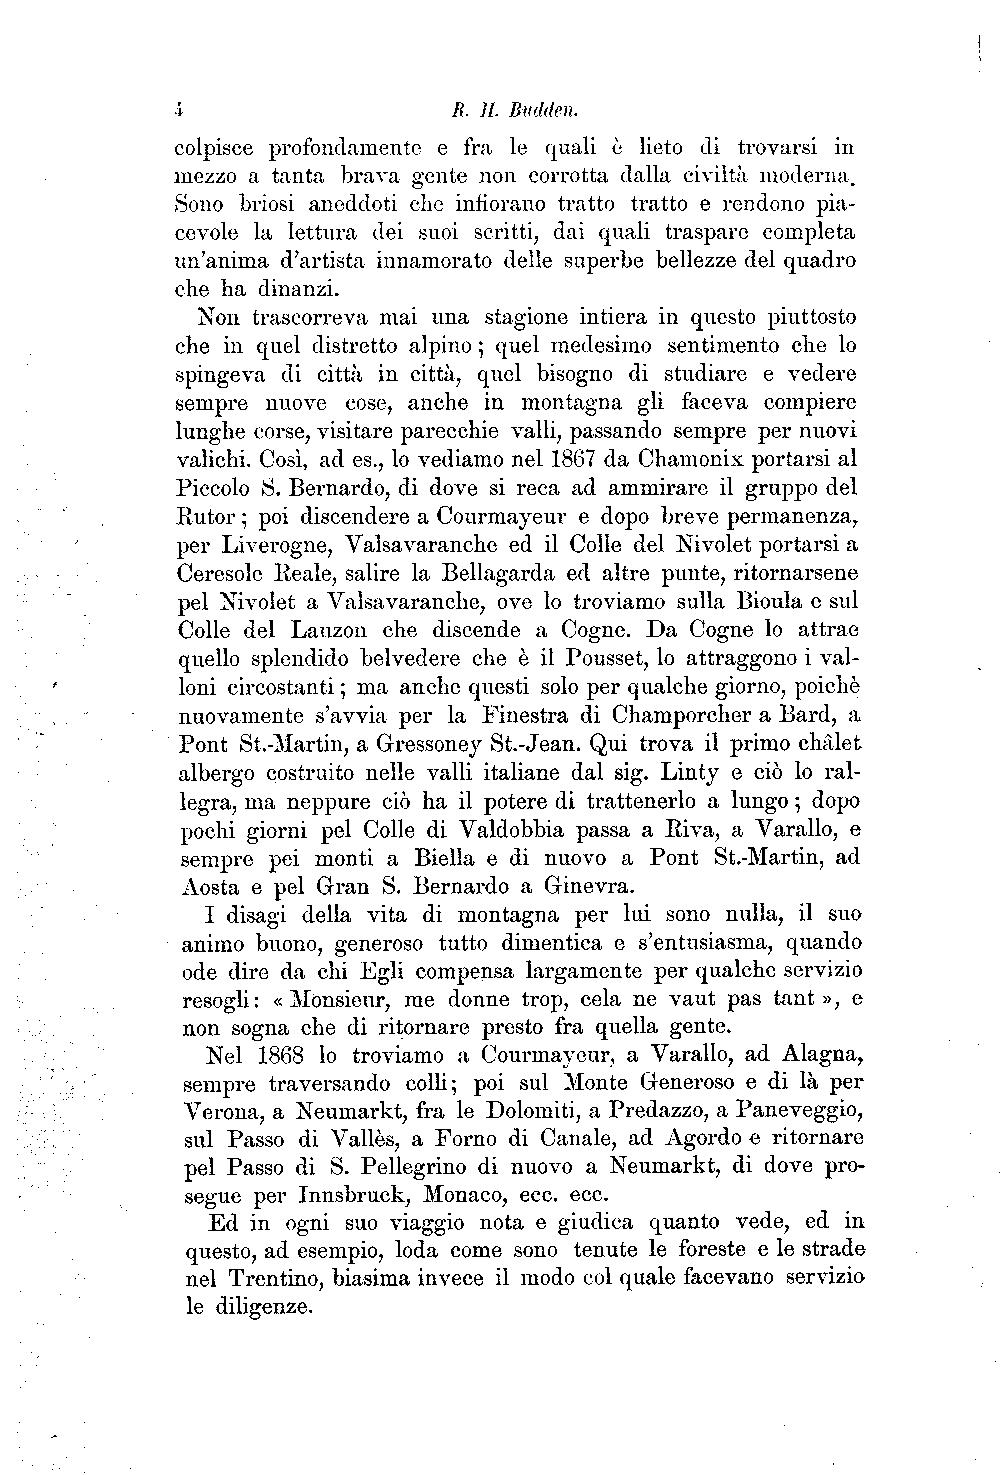 4 R. H. Budden.
colpisce profondamente e fra le quali è lieto di trovarsi in
mezzo a tanta brava gente non corrotta dalla civiltà moderna.
Sono briosi aneddoti che infiorano tratto tratto e rendono pia-
cevole la lettura dei suoi scritti, dai quali traspare completa
un'anima d'artista innamorato delle superbe bellezze del quadro
che ha dinanzi.
Non trascorreva mai una stagione intiera in questo piuttosto
che in quel distretto alpino; quel medesimo sentimento che lo
spingeva di città in città, quel bisogno di studiare e vedere
sempre nuove cose, anche in montagna gli faceva compiere
lunghe corse, visitare parecchie valli, passando sempre per nuovi
valichi. Così, ad es., lo vediamo nel 1867 da Chamonix portarsi al
Piccolo S. Bernardo, di dove si reca ad ammirare il gruppo del
Rutor; poi discendere a Courmayeur e dopo breve permanenza,
per Liverogne, Valsavaranche ed il Colle del Nivolet portarsi a
Ceresole Reale, salire la Bellagarda ed altre punte, ritornarsene
pel Nivolet a Valsavaranche, ove lo troviamo sulla Bioula e sul
Colle del Lauzon che discende a Cogne. Da Cogne lo attrae
quello splendido belvedere che è il Pousset, lo attraggono i val-
loni circostanti; ma anche questi solo per qualche giorno, poichè
nuovamente s'avvia per la Finestra di Champorcher a Bard, a
Pont St.-Martin, a Gressoney St.-Jean. Qui trova il primo châlet
albergo costruito nelle valli italiane dal sig. Linty e ciò lo ral-
legra, ma neppure ciò ha il potere di trattenerlo a lungo; dopo
pochi giorni pel Colle di Valdobbia passa a Riva, a Varallo, e
sempre pei monti a Biella e di nuovo a Pont St.-Martin, ad
Aosta e pel Gran S. Bernardo a Ginevra.
I disagi della vita di montagna per lui sono nulla, il suo
animo buono, generoso tutto dimentica e s'entusiasma, quando
ode dire da chi Egli compensa largamente per qualche servizio
resogli: « Monsieur, me donne trop, cela ne vaut pas tant », e
non sogna che di ritornare presto fra quella gente.
Nel 1868 lo troviamo a Courmayeur, a Varallo, ad Alagna,
sempre traversando colli; poi sul Monte Generoso e di là per
Verona, a Neumarkt, fra le Dolomiti, a Predazzo, a Paneveggio,
sul Passo di Vallès, a Forno di Canale, ad Agordo e ritornare
pel Passo di S. Pellegrino di nuovo a Neumarkt, di dove pro-
segue per Innsbruck, Monaco, ecc. ecc.
Ed in ogni suo viaggio nota e giudica quanto vede, ed in
questo, ad esempio, loda come sono tenute le foreste e le strade
nel Trentino, biasima invece il modo col quale facevano servizio
le diligenze.